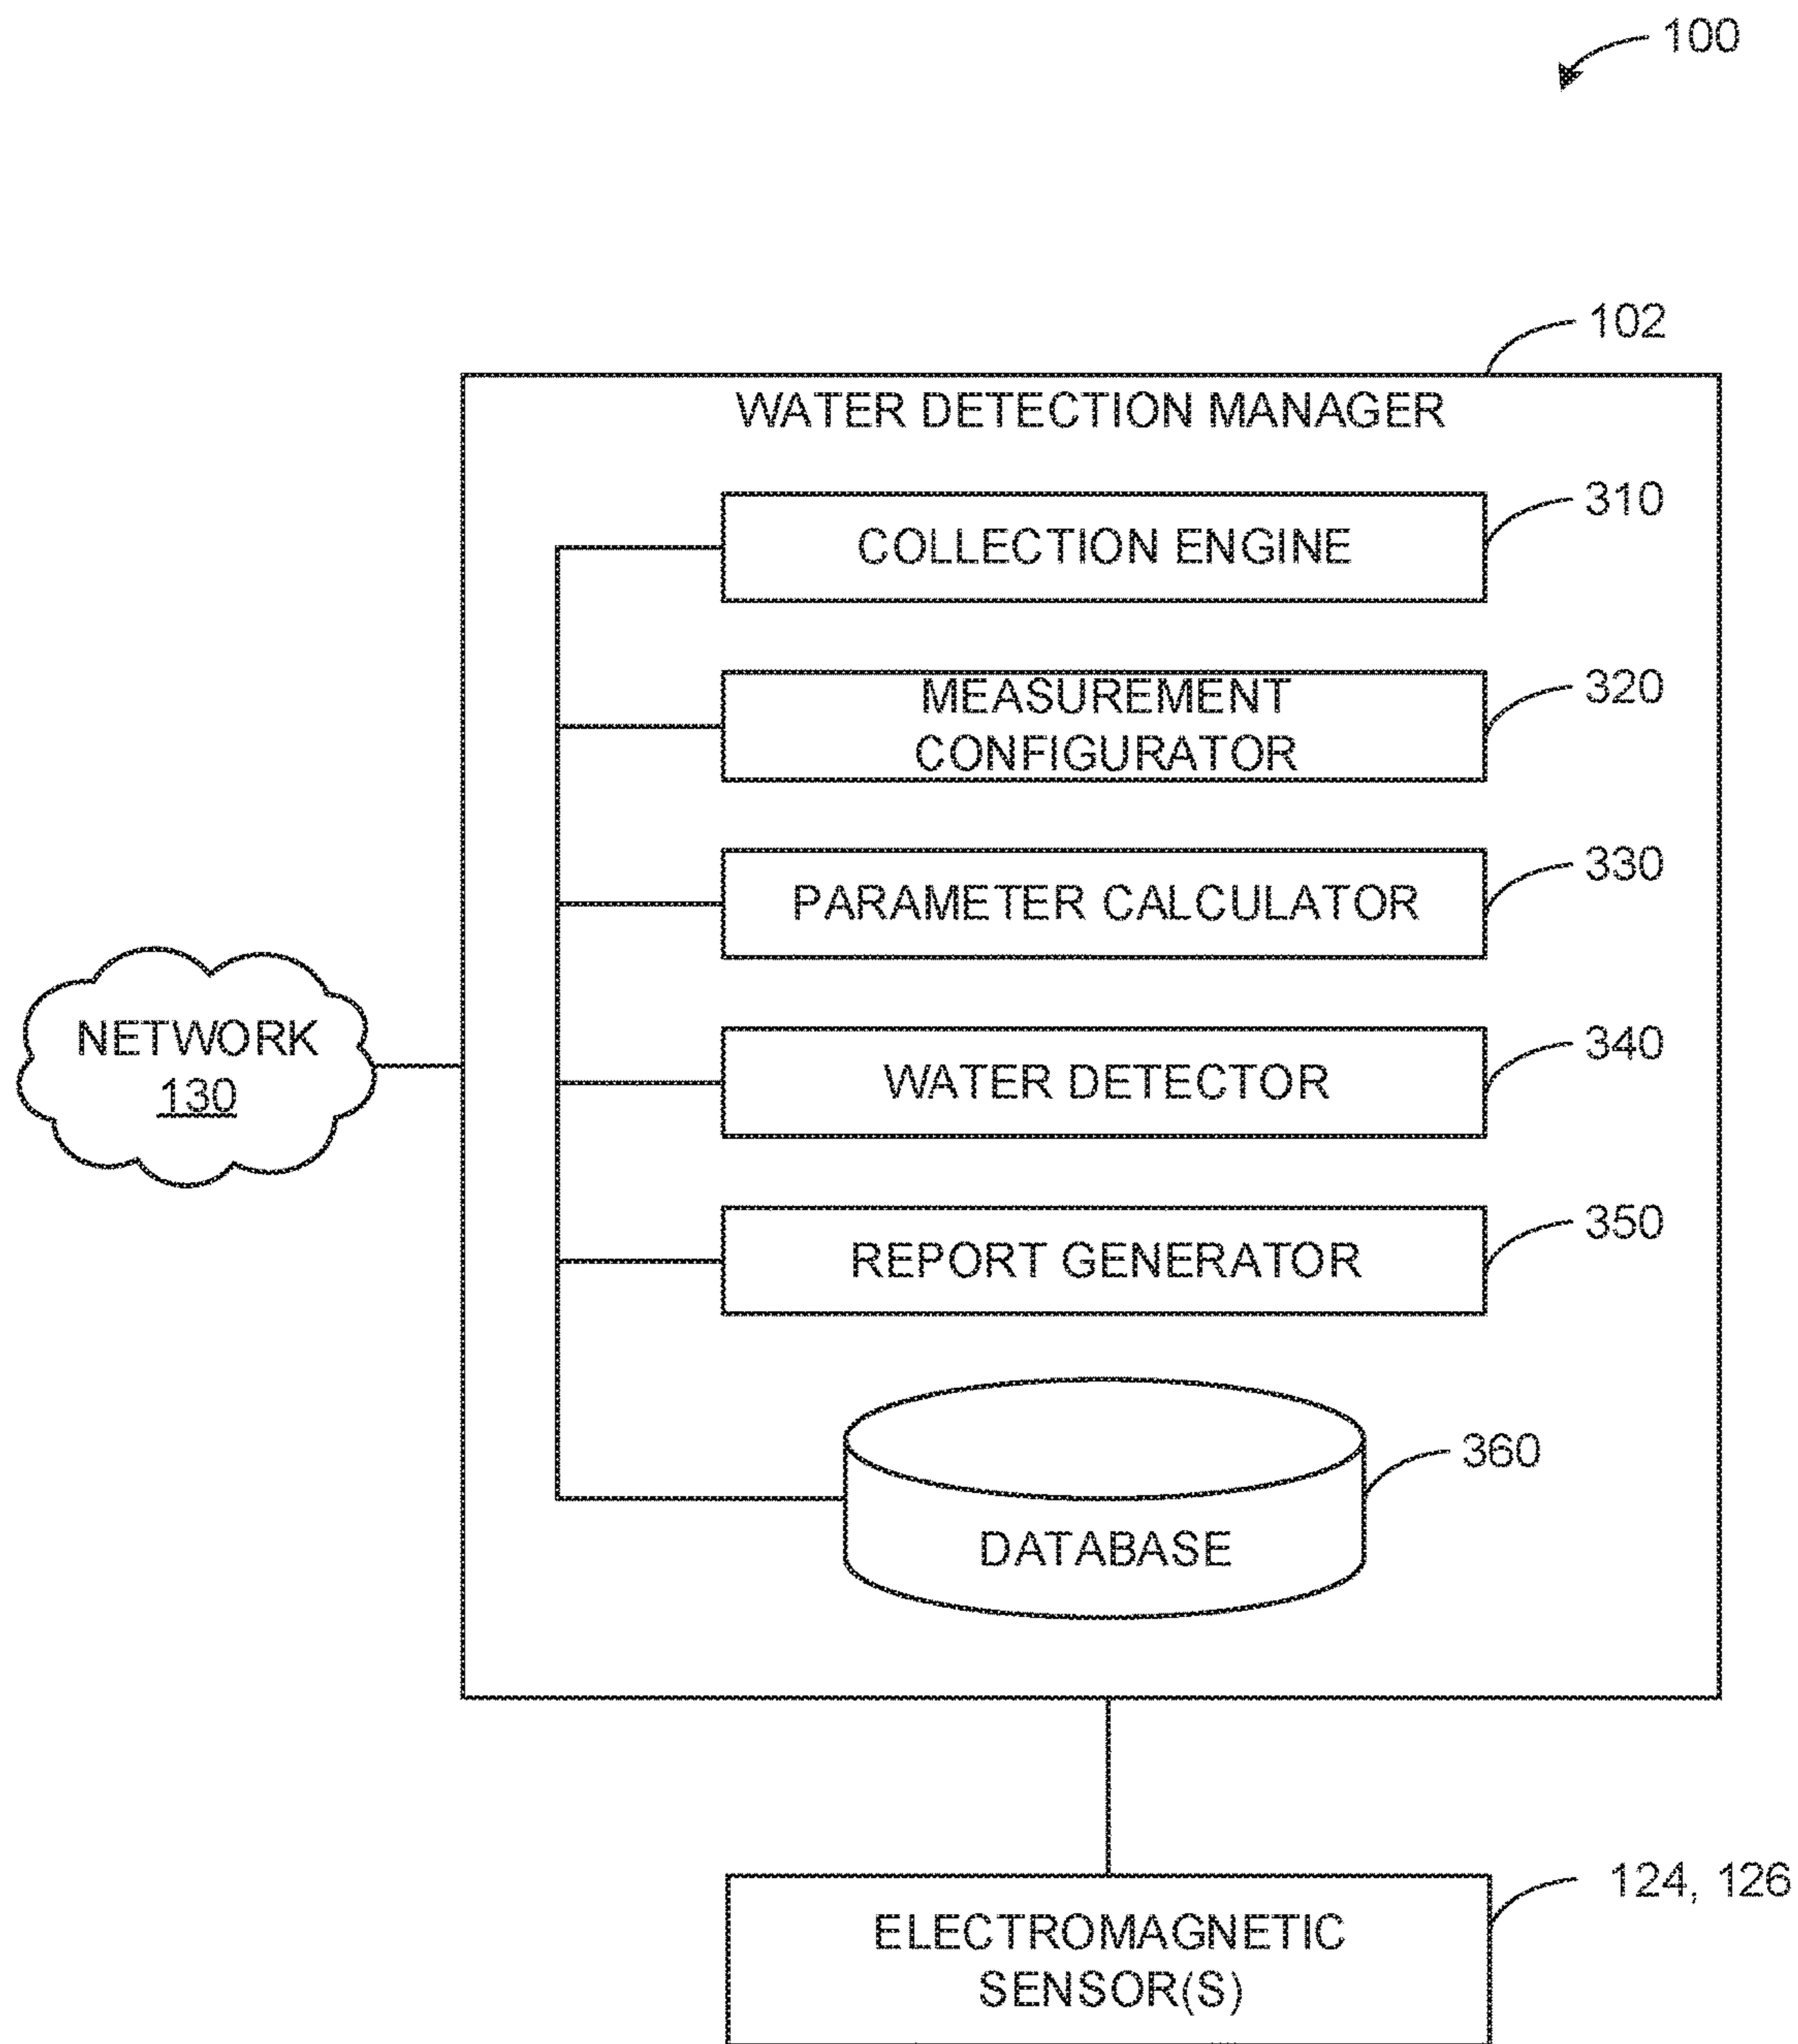 100
102
WATER DETECTION MANAGER
310
COLLECTION ENGINE
320
MEASUREMENT
CONFIGURATOR
330
PARAMETER CALCULATOR
NETWORK
130
340
WATER DETECTOR
350
REPORT GENERATOR
360
DATABASE
124, 126
ELECTROMAGNETIC
SENSOR(S)